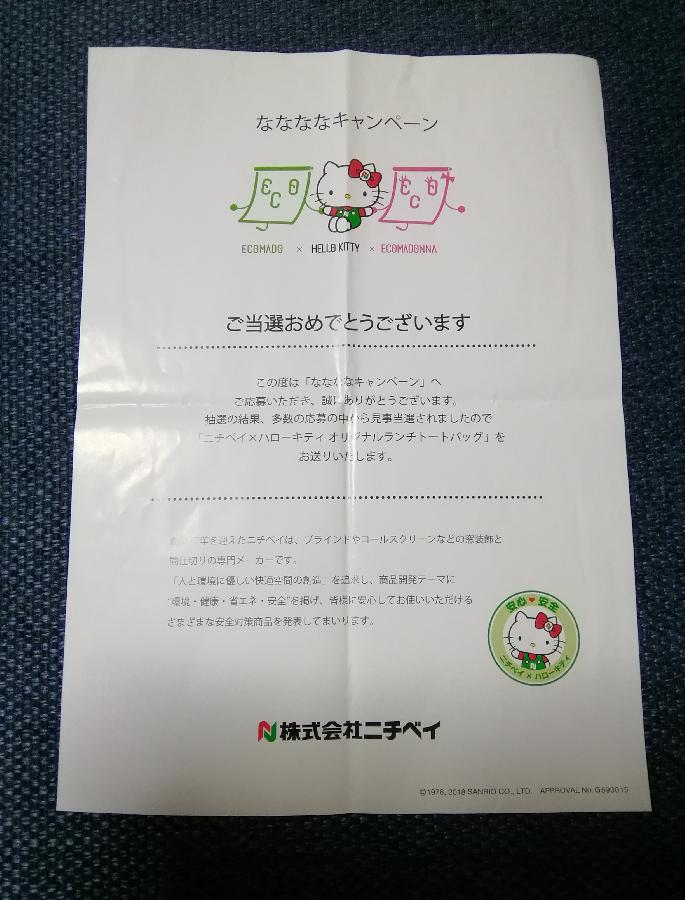 なななキャンペーン
ECO
ECO
ECOMADO × HELLO KITTY × ECOMADONNA
ご当選おめでとうございます
この度は「なななキャンペーン」へ
ご応募いただき、誠にありがとうございます。
抽選の結果、多数の応募の中から見事当選されましたので
「ニチベイ×ハローキティ オリジナルランチトートバッグ」を
お送りいたします。
年を迎えたニチベイは、ブラインドやロールスクリーンなどの窓装飾と
間仕切りの専門メーカーです。
「人と環境に優しい快適空間の創造」を追求し、商品開発テーマに
“環境・健康・省エネ・安全”を掲げ、皆様に安心してお使いいただける
さまざまな安全対策商品を発表してまいります。
安心♥安全
ニチベイ×ハローキティ
株式会社ニチベイ
©1976, 2018 SANRIO CO., LTD. APPROVAL No. G590015